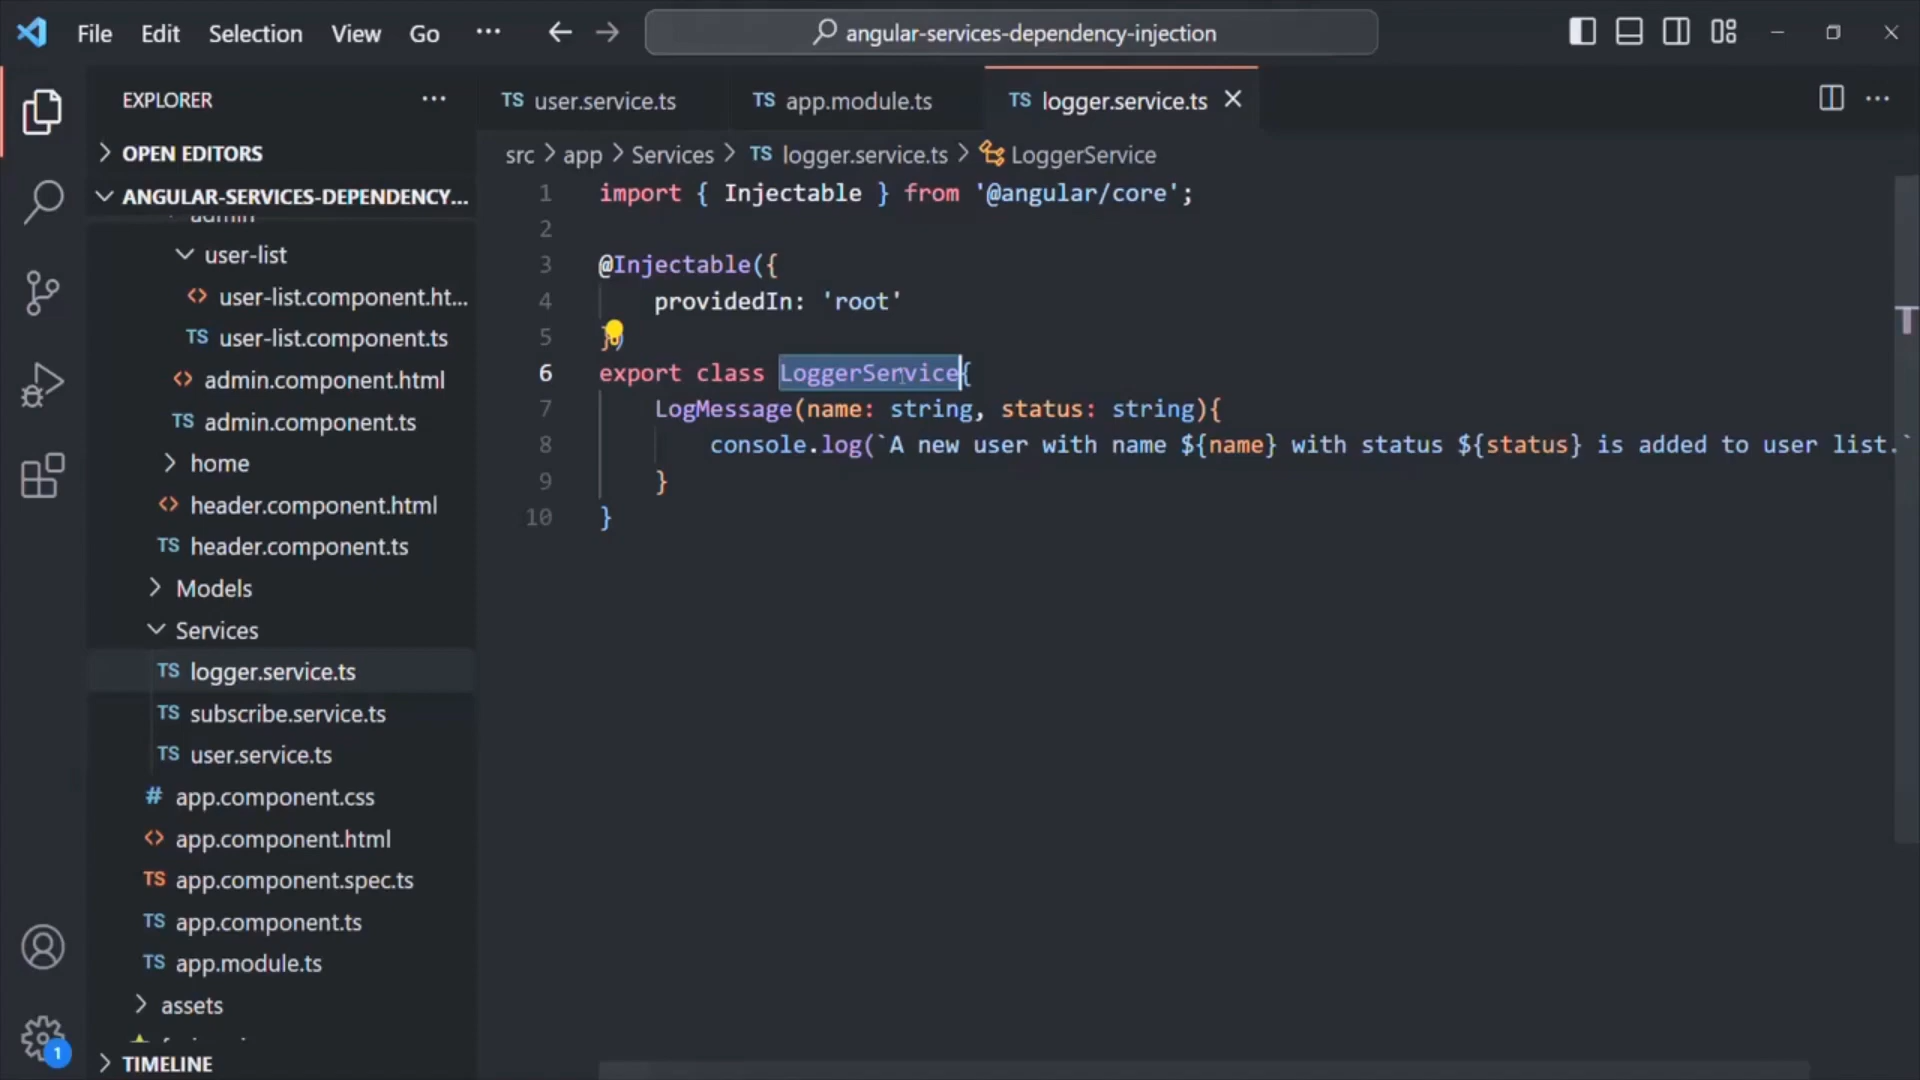 File Edit Selection View Go ··· angular-services-dependency-injection
EXPLORER ···
OPEN EDITORS
ANGULAR-SERVICES-DEPENDENCY...
admin
user-list
<> user-list.component.ht...
TS user-list.component.ts
<> admin.component.html
TS admin.component.ts
home
<> header.component.html
TS header.component.ts
Models
Services
TS logger.service.ts
TS subscribe.service.ts
TS user.service.ts
# app.component.css
<> app.component.html
TS app.component.spec.ts
TS app.component.ts
TS app.module.ts
assets
TIMELINE
1
TS user.service.ts TS app.module.ts TS logger.service.ts
src > app > Services > TS logger.service.ts > LoggerService
1 import { Injectable } from '@angular/core';
2
3 @Injectable({
4 providedIn: 'root'
5 })
6 export class LoggerService{
7 LogMessage(name: string, status: string){
8 console.log(`A new user with name ${name} with status ${status} is added to user list.`
9 }
10 }